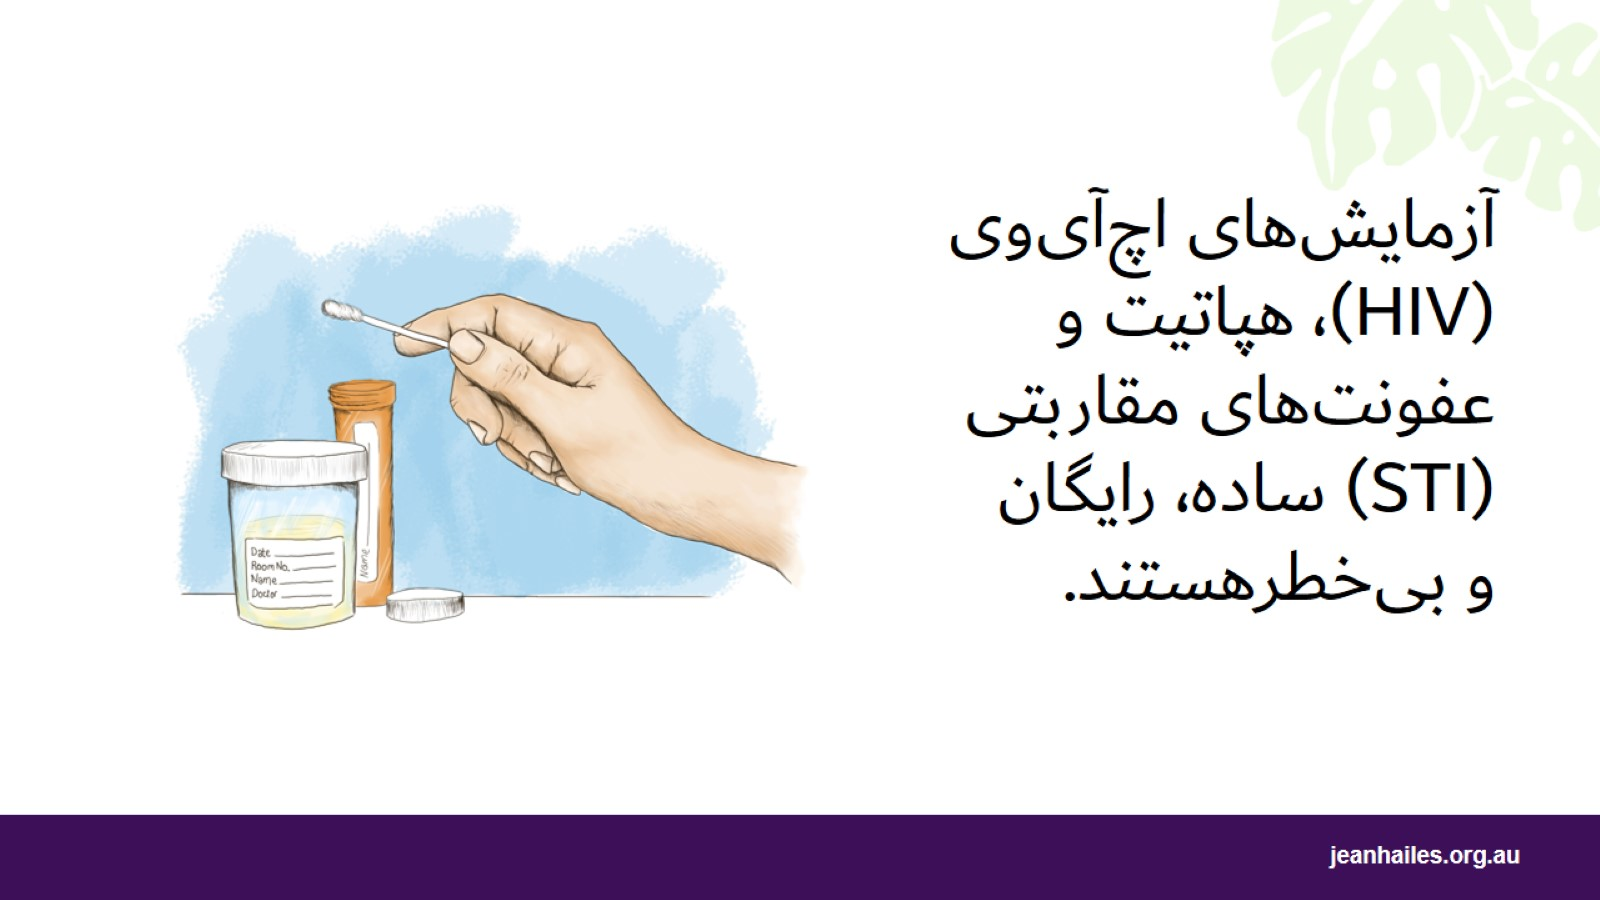 آزمایش‌های اچ‌آی‌وی
(HIV)، هپاتیت و
عفونت‌های مقاربتی
(STI) ساده، رایگان
و بی‌خطرهستند.
Date
Room No.
Name
Doctor
Name
jeanhailes.org.au